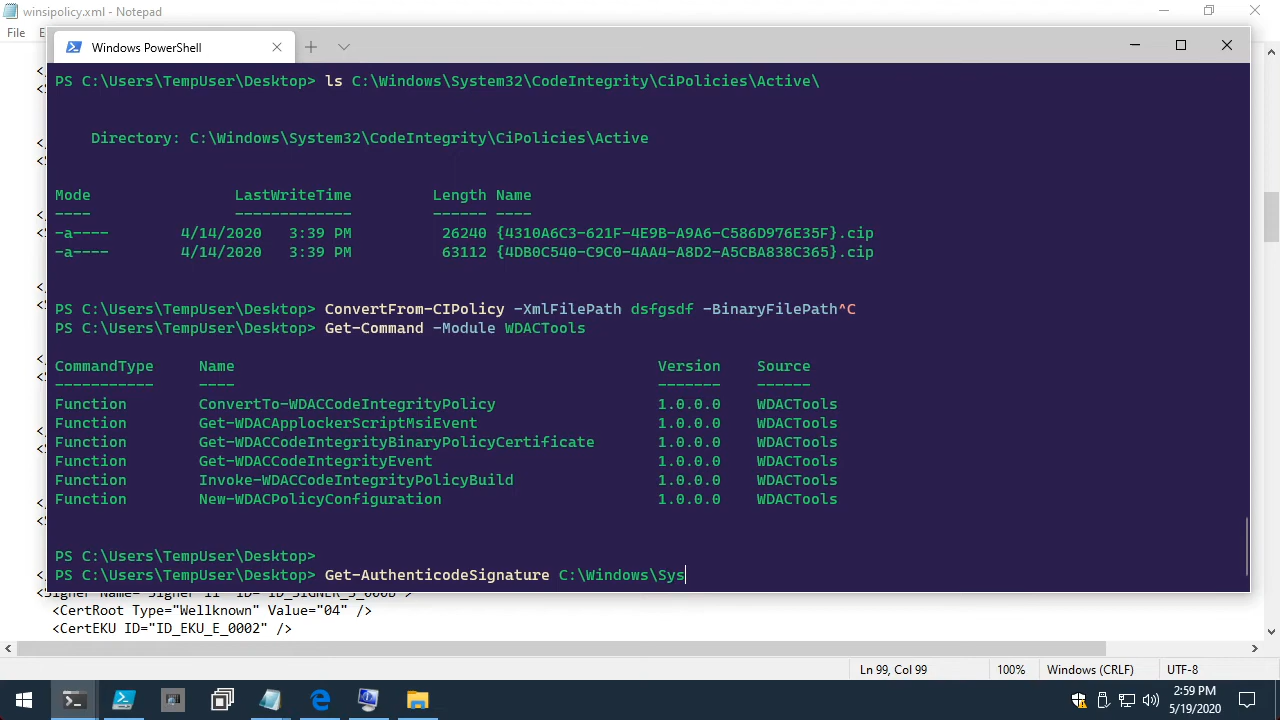 winsipolicy.xml - Notepad
File
Windows PowerShell
PS C:\Users\TempUser\Desktop> ls C:\Windows\System32\CodeIntegrity\CiPolicies\Active\
Directory: C:\Windows\System32\CodeIntegrity\CiPolicies\Active
Mode LastWriteTime Length Name
---- ------------- ------ ----
-a---- 4/14/2020 3:39 PM 26240 {4310A6C3-621F-4E9B-A9A6-C586D976E35F}.cip
-a---- 4/14/2020 3:39 PM 63112 {4DB0C540-C9C0-4AA4-A8D2-A5CBA838C365}.cip
PS C:\Users\TempUser\Desktop> ConvertFrom-CIPolicy -XmlFilePath dsfgsdf -BinaryFilePath^C
PS C:\Users\TempUser\Desktop> Get-Command -Module WDACTools
CommandType Name Version Source
----------- ---- ------- ------
Function ConvertTo-WDACCodeIntegrityPolicy 1.0.0.0 WDACTools
Function Get-WDACApplockerScriptMsiEvent 1.0.0.0 WDACTools
Function Get-WDACCodeIntegrityBinaryPolicyCertificate 1.0.0.0 WDACTools
Function Get-WDACCodeIntegrityEvent 1.0.0.0 WDACTools
Function Invoke-WDACCodeIntegrityPolicyBuild 1.0.0.0 WDACTools
Function New-WDACPolicyConfiguration 1.0.0.0 WDACTools
PS C:\Users\TempUser\Desktop>
PS C:\Users\TempUser\Desktop> Get-AuthenticodeSignature C:\Windows\Sys
<CertRoot Type="Wellknown" Value="04" />
<CertEKU ID="ID_EKU_E_0002" />
Ln 99, Col 99 100% Windows (CRLF) UTF-8
2:59 PM
5/19/2020